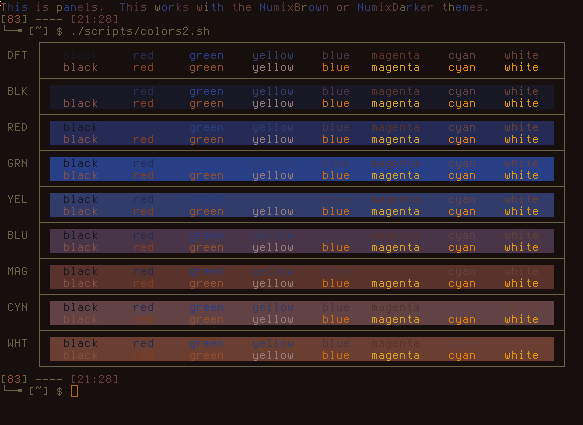 This is panels.  This works with the NumixBrown or NumixDarker themes.
[83] ---- [21:28]
└─╼ [~] $ ./scripts/colors2.sh
DFT black red green yellow blue magenta cyan white
black red green yellow blue magenta cyan white
BLK red green yellow blue magenta cyan white
black red green yellow blue magenta cyan white
RED black green yellow blue magenta cyan white
black red green yellow blue magenta cyan white
GRN black red yellow blue magenta cyan white
black red green yellow blue magenta cyan white
YEL black red green blue magenta cyan white
black red green yellow blue magenta cyan white
BLU black red green yellow magenta cyan white
black red green yellow blue magenta cyan white
MAG black red green yellow blue cyan white
black red green yellow blue magenta cyan white
CYN black red green yellow blue magenta white
black red green yellow blue magenta cyan white
WHT black red green yellow blue magenta cyan
black red green yellow blue magenta cyan white
[83] ---- [21:28]
└─╼ [~] $